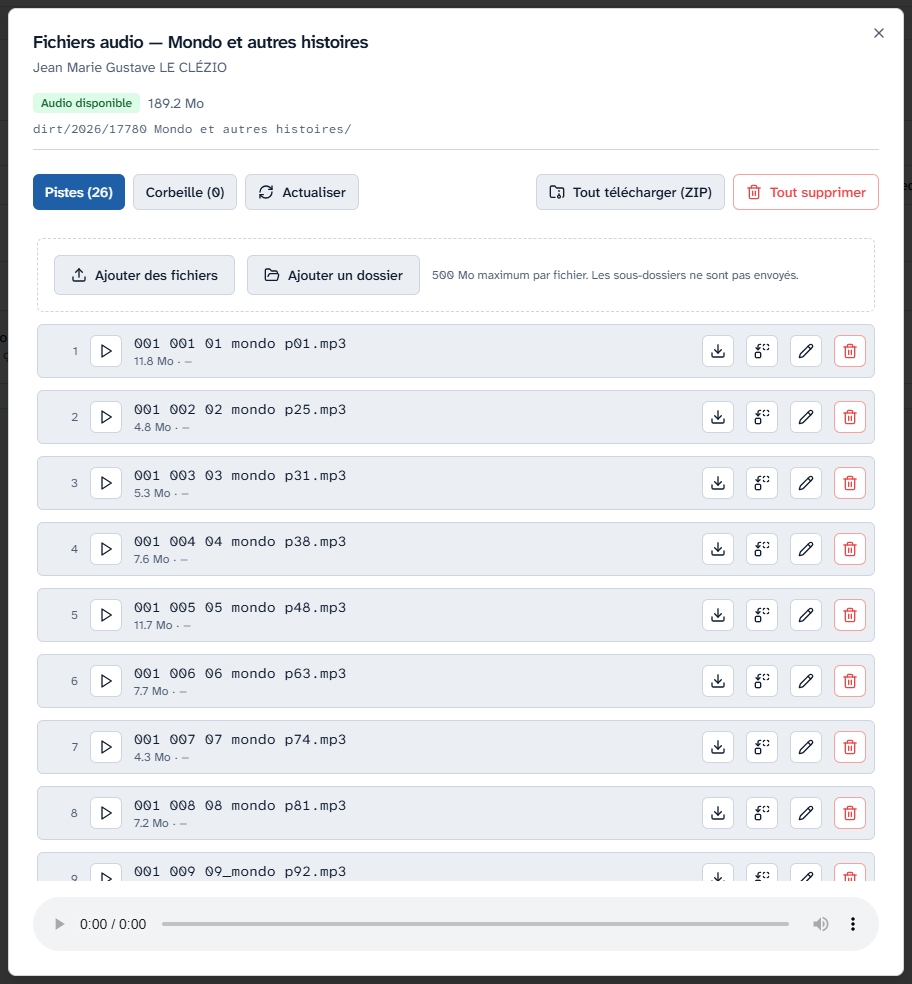 Fichiers audio — Mondo et autres histoires
Jean Marie Gustave LE CLÉZIO
Audio disponible 189.2 Mo
dirt/2026/17780 Mondo et autres histoires/
Pistes (26) Corbeille (0) Actualiser Tout télécharger (ZIP) Tout supprimer
Ajouter des fichiers Ajouter un dossier 500 Mo maximum par fichier. Les sous-dossiers ne sont pas envoyés.
1 001 001 01 mondo p01.mp3
11.8 Mo · —
2 001 002 02 mondo p25.mp3
4.8 Mo · —
3 001 003 03 mondo p31.mp3
5.3 Mo · —
4 001 004 04 mondo p38.mp3
7.6 Mo · —
5 001 005 05 mondo p48.mp3
11.7 Mo · —
6 001 006 06 mondo p63.mp3
7.7 Mo · —
7 001 007 07 mondo p74.mp3
4.3 Mo · —
8 001 008 08 mondo p81.mp3
7.2 Mo · —
9 001 009 09_mondo p92.mp3
0:00 / 0:00